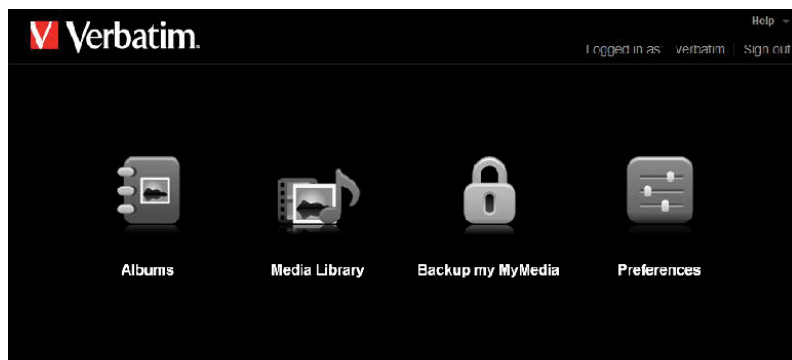 Help
Verbatim.
Logged in as: verbatim | Sign out
Albums
Media Library
Backup my MyMedia
Preferences